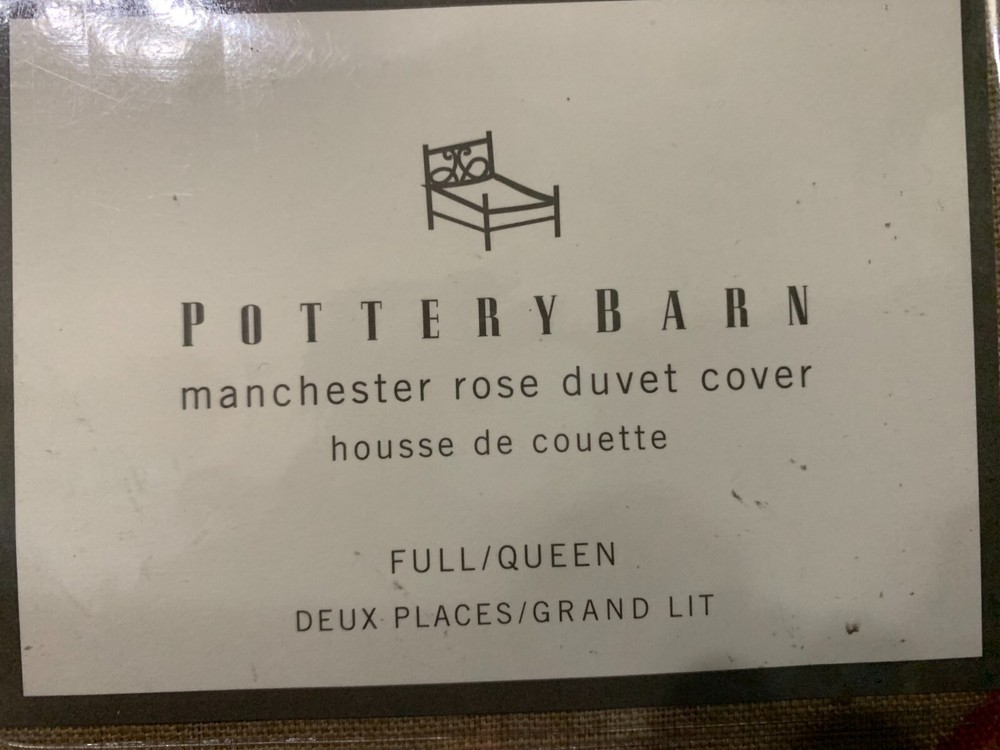 POTTERYBARN
manchester rose duvet cover
housse de couette
FULL/QUEEN
DEUX PLACES/GRAND LIT